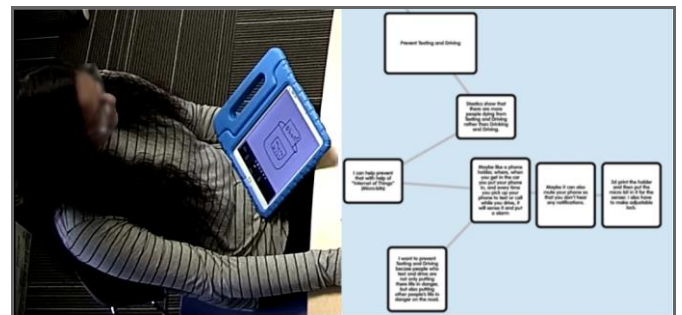 Prevent Texting and Driving
Stastics show that
there are more
people dying from
Texting and Driving
rather than Drinking
and Driving.
I can help prevent
that with help of
"Internet of Things"
(Micro:bits)
Maybe like a phone
holder, where, when
you get in the car
you put your phone
in, and every time
you pick up your
phone to text or call
while you drive, it
will sense it and put
a alarm
Maybe it can also
mute your phone so
that you don't hear
any notifications.
3d print the holder
and then put the
micro bit in it for the
sensor. I also have
to make adjustable
lock.
I want to prevent
Texting and Driving
becase people who
text and drive are
not only putting
there life in danger,
but also putting
other people's life in
danger on the road.